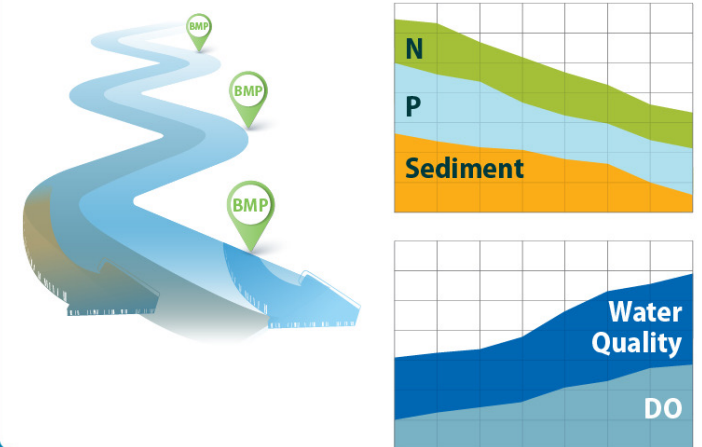 BMP
BMP
BMP
N
P
Sediment
Water
Quality
DO